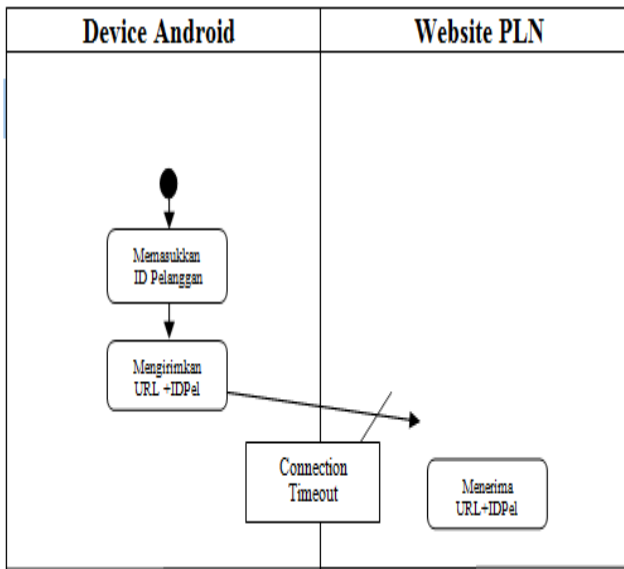 Device Android
Website PLN
Memasukkan
ID Pelanggan
Mengirimkan
URL +IDPel
Connection
Timeout
Menerima
URL+IDPel